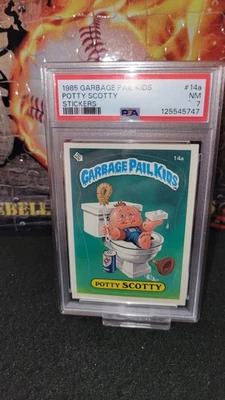 1985 GARBAGE PAIL KIDS #14a
POTTY SCOTTY NM
STICKERS PSA 7
125545747
14a
GARBAGE PAIL KIDS
POTTY SCOTTY